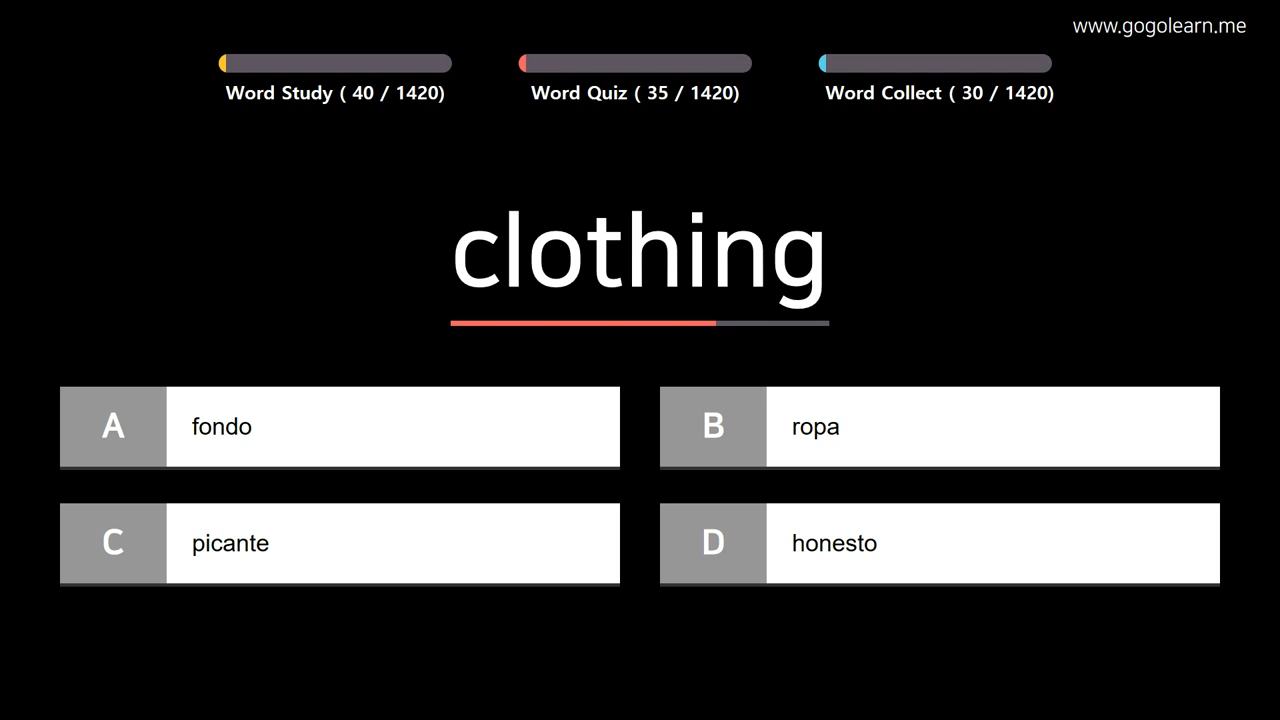 www.gogolearn.me
Word Study ( 40 / 1420)
Word Quiz ( 35 / 1420)
Word Collect ( 30 / 1420)
clothing
A fondo
B ropa
C picante
D honesto